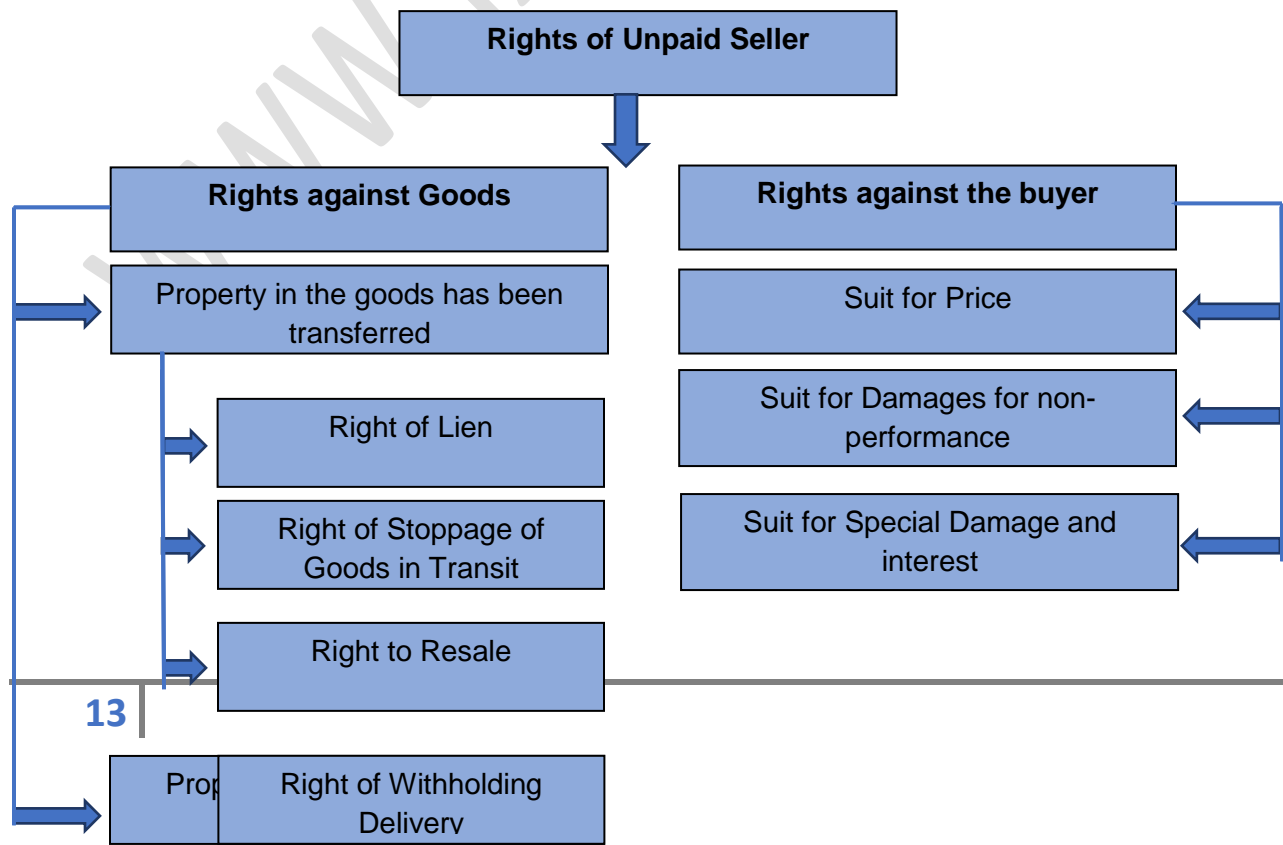 Rights of Unpaid Seller
Rights against Goods
Property in the goods has been
transferred
Right of Lien
Right of Stoppage of
Goods in Transit
Right to Resale
Right of Withholding
Delivery
Rights against the buyer
Suit for Price
Suit for Damages for non-
performance
Suit for Special Damage and
interest
13